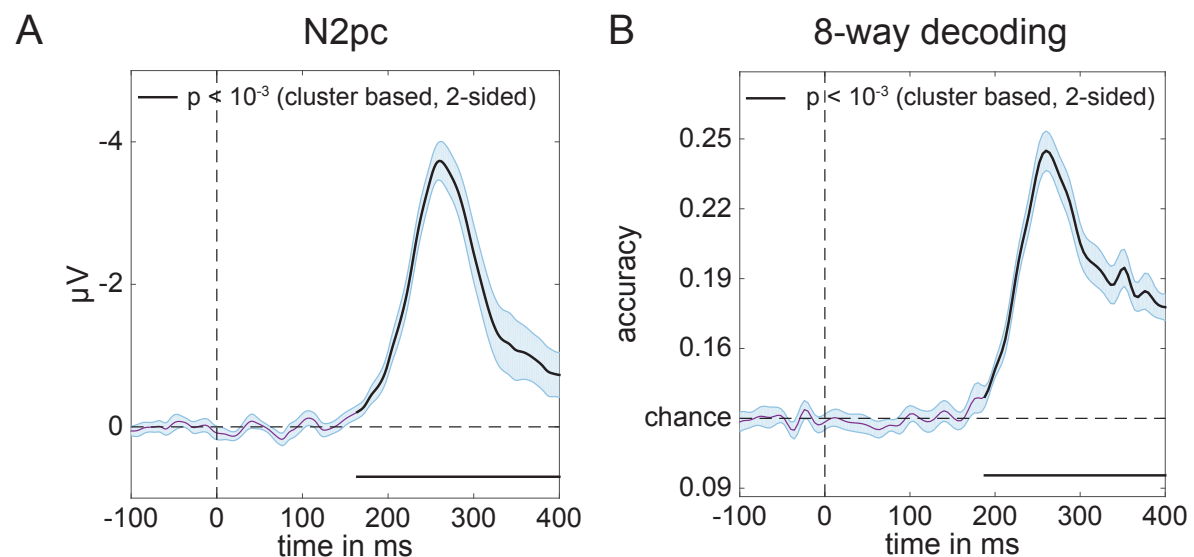 A
N2pc
p < 10-3 (cluster based, 2-sided)
-4
-2
0
µV
-100 0 100 200 300 400
time in ms
B
8-way decoding
p < 10-3 (cluster based, 2-sided)
0.25
0.22
0.19
0.16
chance
0.09
accuracy
-100 0 100 200 300 400
time in ms